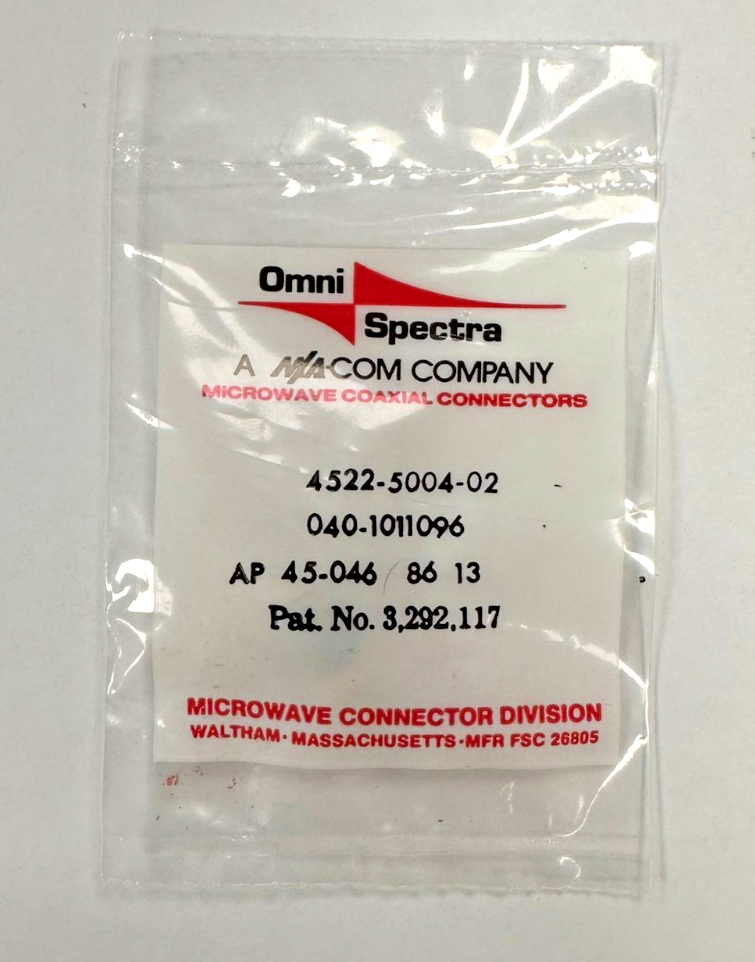 Omni
Spectra
A M/A-COM COMPANY
MICROWAVE COAXIAL CONNECTORS
4522-5004-02
040-1011096
AP 45-046 86 13
Pat. No. 3,292,117
MICROWAVE CONNECTOR DIVISION
WALTHAM · MASSACHUSETTS · MFR FSC 26805